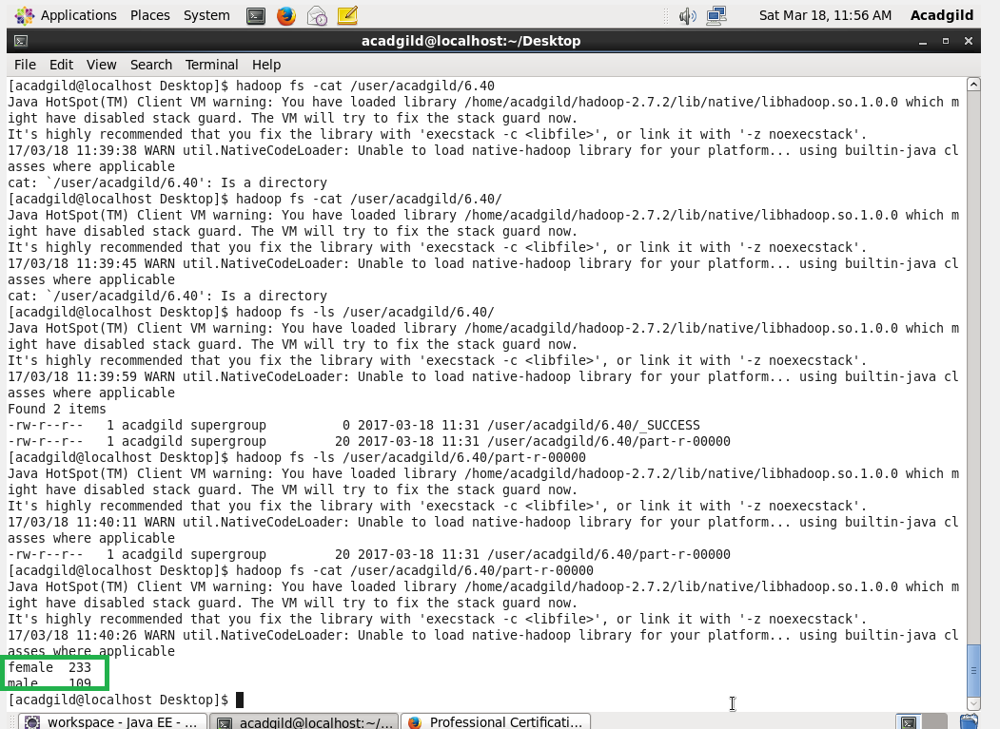 Applications Places System Sat Mar 18, 11:56 AM Acadgild
acadgild@localhost:~/Desktop
File Edit View Search Terminal Help
[acadgild@localhost Desktop]$ hadoop fs -cat /user/acadgild/6.40
Java HotSpot(TM) Client VM warning: You have loaded library /home/acadgild/hadoop-2.7.2/lib/native/libhadoop.so.1.0.0 which m
ight have disabled stack guard. The VM will try to fix the stack guard now.
It's highly recommended that you fix the library with 'execstack -c <libfile>', or link it with '-z noexecstack'.
17/03/18 11:39:38 WARN util.NativeCodeLoader: Unable to load native-hadoop library for your platform... using builtin-java cl
asses where applicable
cat: `/user/acadgild/6.40': Is a directory
[acadgild@localhost Desktop]$ hadoop fs -cat /user/acadgild/6.40/
Java HotSpot(TM) Client VM warning: You have loaded library /home/acadgild/hadoop-2.7.2/lib/native/libhadoop.so.1.0.0 which m
ight have disabled stack guard. The VM will try to fix the stack guard now.
It's highly recommended that you fix the library with 'execstack -c <libfile>', or link it with '-z noexecstack'.
17/03/18 11:39:45 WARN util.NativeCodeLoader: Unable to load native-hadoop library for your platform... using builtin-java cl
asses where applicable
cat: `/user/acadgild/6.40': Is a directory
[acadgild@localhost Desktop]$ hadoop fs -ls /user/acadgild/6.40/
Java HotSpot(TM) Client VM warning: You have loaded library /home/acadgild/hadoop-2.7.2/lib/native/libhadoop.so.1.0.0 which m
ight have disabled stack guard. The VM will try to fix the stack guard now.
It's highly recommended that you fix the library with 'execstack -c <libfile>', or link it with '-z noexecstack'.
17/03/18 11:39:59 WARN util.NativeCodeLoader: Unable to load native-hadoop library for your platform... using builtin-java cl
asses where applicable
Found 2 items
-rw-r--r-- 1 acadgild supergroup 0 2017-03-18 11:31 /user/acadgild/6.40/_SUCCESS
-rw-r--r-- 1 acadgild supergroup 20 2017-03-18 11:31 /user/acadgild/6.40/part-r-00000
[acadgild@localhost Desktop]$ hadoop fs -ls /user/acadgild/6.40/part-r-00000
Java HotSpot(TM) Client VM warning: You have loaded library /home/acadgild/hadoop-2.7.2/lib/native/libhadoop.so.1.0.0 which m
ight have disabled stack guard. The VM will try to fix the stack guard now.
It's highly recommended that you fix the library with 'execstack -c <libfile>', or link it with '-z noexecstack'.
17/03/18 11:40:11 WARN util.NativeCodeLoader: Unable to load native-hadoop library for your platform... using builtin-java cl
asses where applicable
-rw-r--r-- 1 acadgild supergroup 20 2017-03-18 11:31 /user/acadgild/6.40/part-r-00000
[acadgild@localhost Desktop]$ hadoop fs -cat /user/acadgild/6.40/part-r-00000
Java HotSpot(TM) Client VM warning: You have loaded library /home/acadgild/hadoop-2.7.2/lib/native/libhadoop.so.1.0.0 which m
ight have disabled stack guard. The VM will try to fix the stack guard now.
It's highly recommended that you fix the library with 'execstack -c <libfile>', or link it with '-z noexecstack'.
17/03/18 11:40:26 WARN util.NativeCodeLoader: Unable to load native-hadoop library for your platform... using builtin-java cl
asses where applicable
female 233
male 109
[acadgild@localhost Desktop]$
workspace - Java EE - ... acadgild@localhost:~/... Professional Certificati...